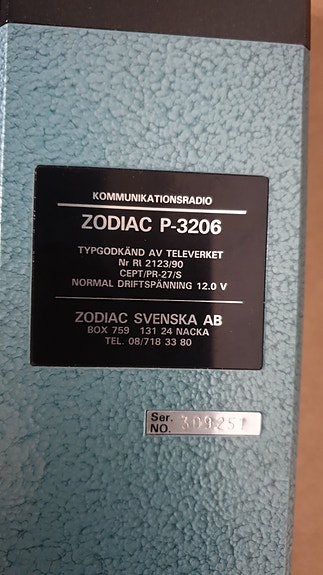 KOMMUNIKATIONSRADIO
ZODIAC P-3206
TYPGODKÄND AV TELEVERKET
Nr RI 2123/90
CEPT/PR-27/S
NORMAL DRIFTSPÄNNING 12.0 V
ZODIAC SVENSKA AB
BOX 759 131 24 NACKA
TEL. 08/718 33 80
Ser.
NO. 309251